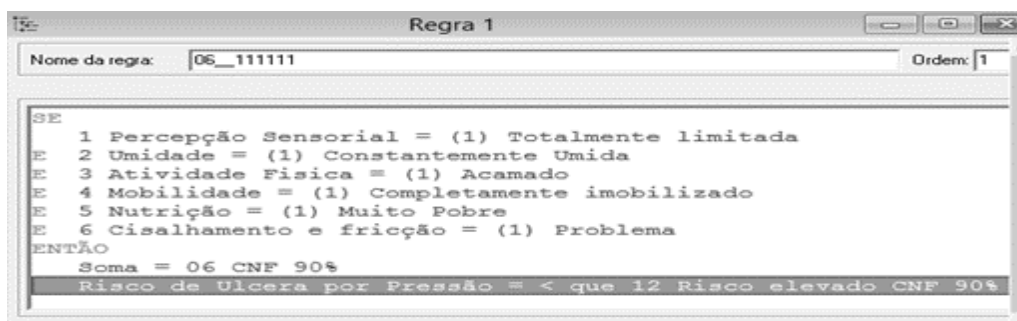 Regra 1
Nome da regra: 06__111111 Ordem: 1
SE
1 Percepção Sensorial = (1) Totalmente limitada
E 2 Umidade = (1) Constantemente Umida
E 3 Atividade Fisica = (1) Acamado
E 4 Mobilidade = (1) Completamente imobilizado
E 5 Nutrição = (1) Muito Pobre
E 6 Cisalhamento e fricção = (1) Problema
ENTÃO
Soma = 06 CNF 90%
Risco de Ulcera por Pressão = < que 12 Risco elevado CNF 90%